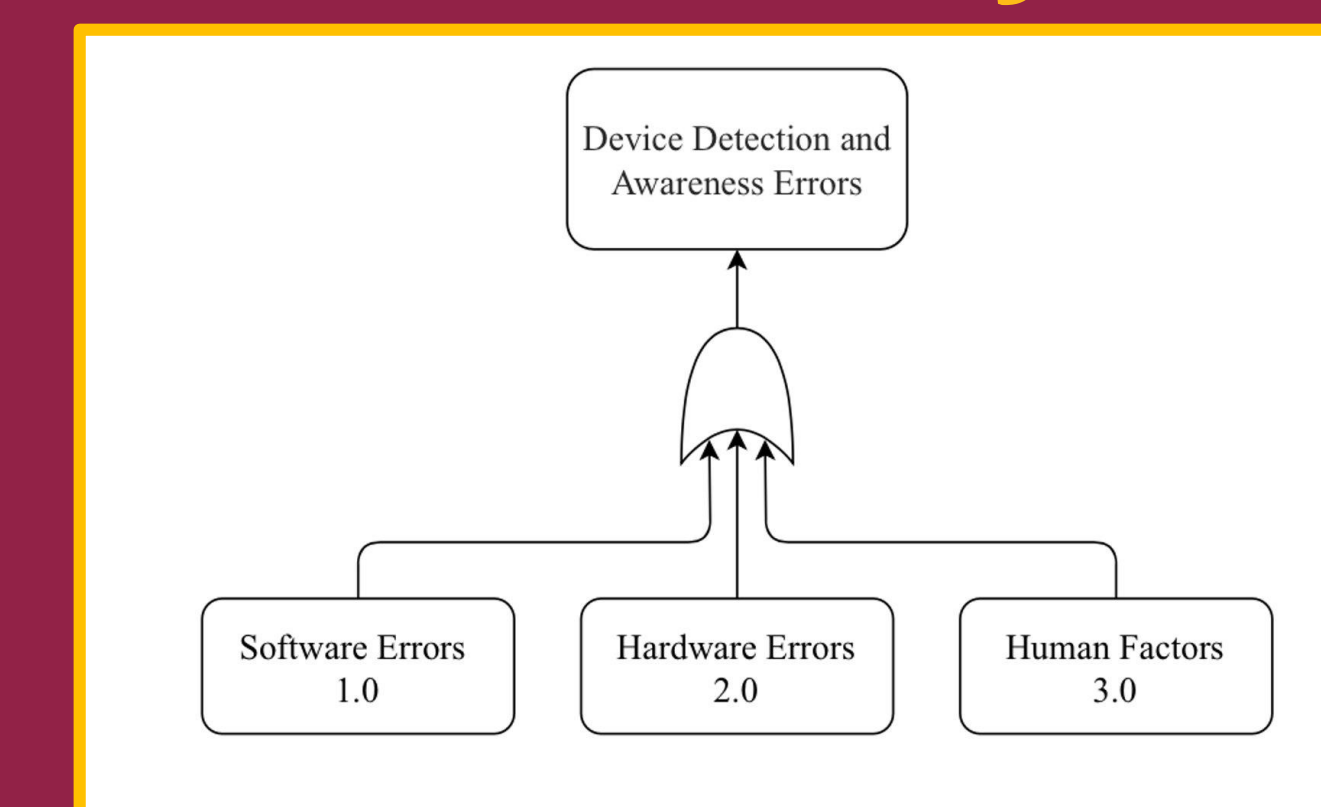 Device Detection and
Awareness Errors
Software Errors
1.0
Hardware Errors
2.0
Human Factors
3.0